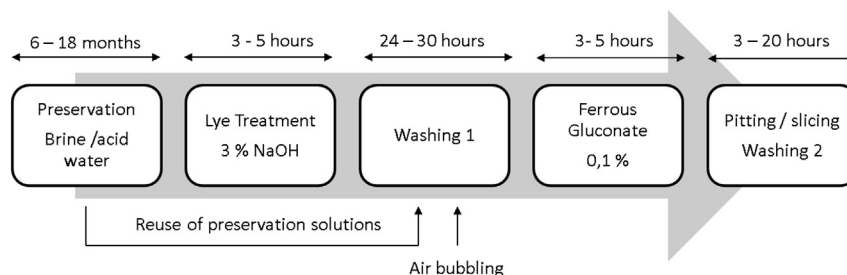 6 – 18 months
3 - 5 hours
24 – 30 hours
3- 5 hours
3 – 20 hours
Preservation
Brine /acid
water
Lye Treatment
3 % NaOH
Washing 1
Ferrous
Gluconate
0,1 %
Pitting / slicing
Washing 2
Reuse of preservation solutions
Air bubbling